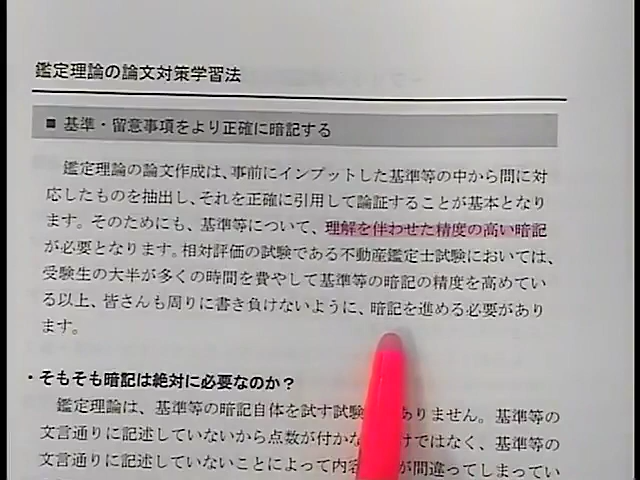 鑑定理論の論文対策学習法
■ 基準・留意事項をより正確に暗記する
鑑定理論の論文作成は、事前にインプットした基準等の中から問に対
応したものを抽出し、それを正確に引用して論証することが基本となり
ます。そのためにも、基準等について、理解を伴わせた精度の高い暗記
が必要となります。相対評価の試験である不動産鑑定士試験においては、
受験生の大半が多くの時間を費やして基準等の暗記の精度を高めてい
る以上、皆さんも周りに書き負けないように、暗記を進める必要があり
ます。
・そもそも暗記は絶対に必要なのか？
鑑定理論は、基準等の暗記自体を試す試験 ありません。基準等の
文言通りに記述していないから点数が付かな けではなく、基準等の
文言通りに記述していないことによって内容 が間違ってしまってい